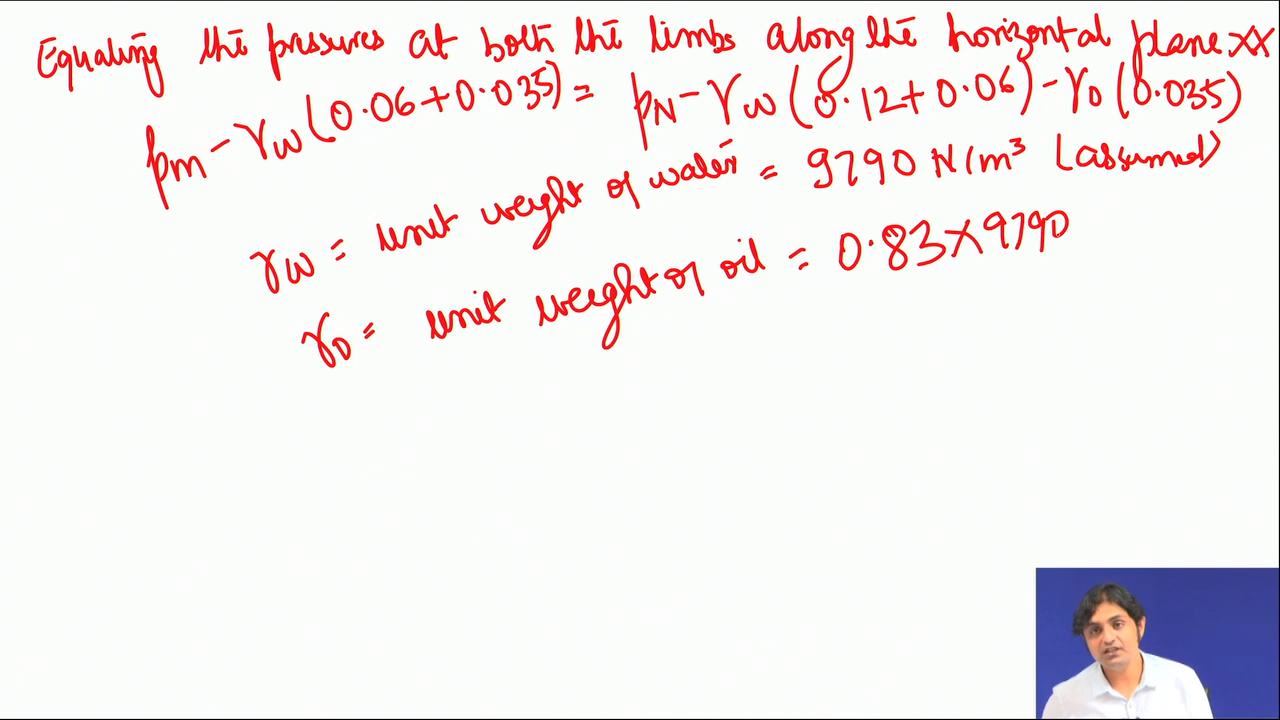 Equating the pressures at both the limbs along the horizontal plane XX
pm - γw (0.06+0.035) = pN - γw (0.12+0.06) - γo (0.035)
γw = unit weight of water = 9790 N/m³ (assumed)
γo = unit weight of oil = 0.83X9790